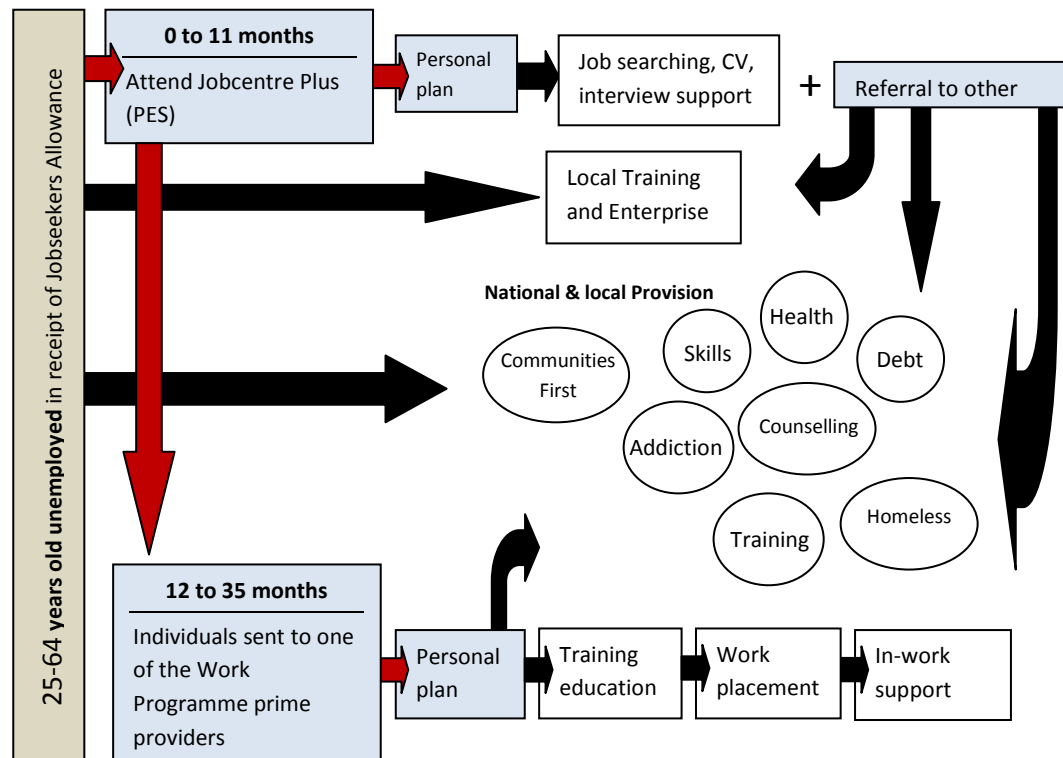 25-64 years old unemployed in receipt of Jobseekers Allowance
0 to 11 months
Attend Jobcentre Plus
(PES)
Personal
plan
Job searching, CV,
interview support
+
Referral to other
Local Training
and Enterprise
National & local Provision
Communities
First
Skills
Health
Debt
Addiction
Counselling
Training
Homeless
12 to 35 months
Individuals sent to one
of the Work
Programme prime
providers
Personal
plan
Training
education
Work
placement
In-work
support